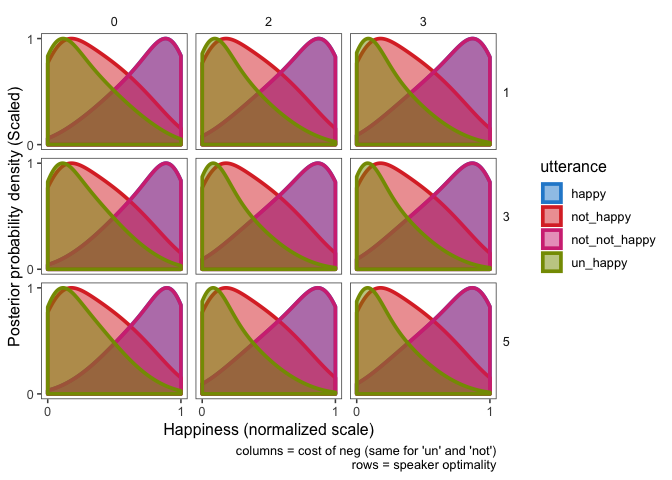 0 2 3
Posterior probability density (Scaled)
1
0
1
1
0
3
1
0
5
0 1 0 1 0 1
Happiness (normalized scale)
columns = cost of neg (same for 'un' and 'not')
rows = speaker optimality
utterance
happy
not_happy
not_not_happy
un_happy